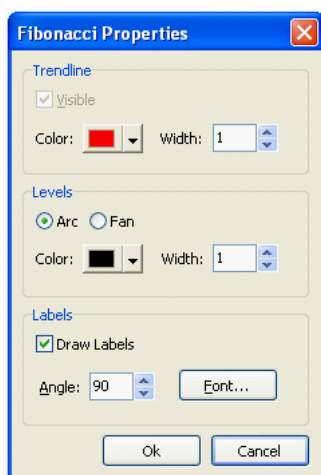 Fibonacci Properties
Trendline
Visible
Color: Width: 1
Levels
Arc Fan
Color: Width: 1
Labels
Draw Labels
Angle: 90 Font...
Ok Cancel